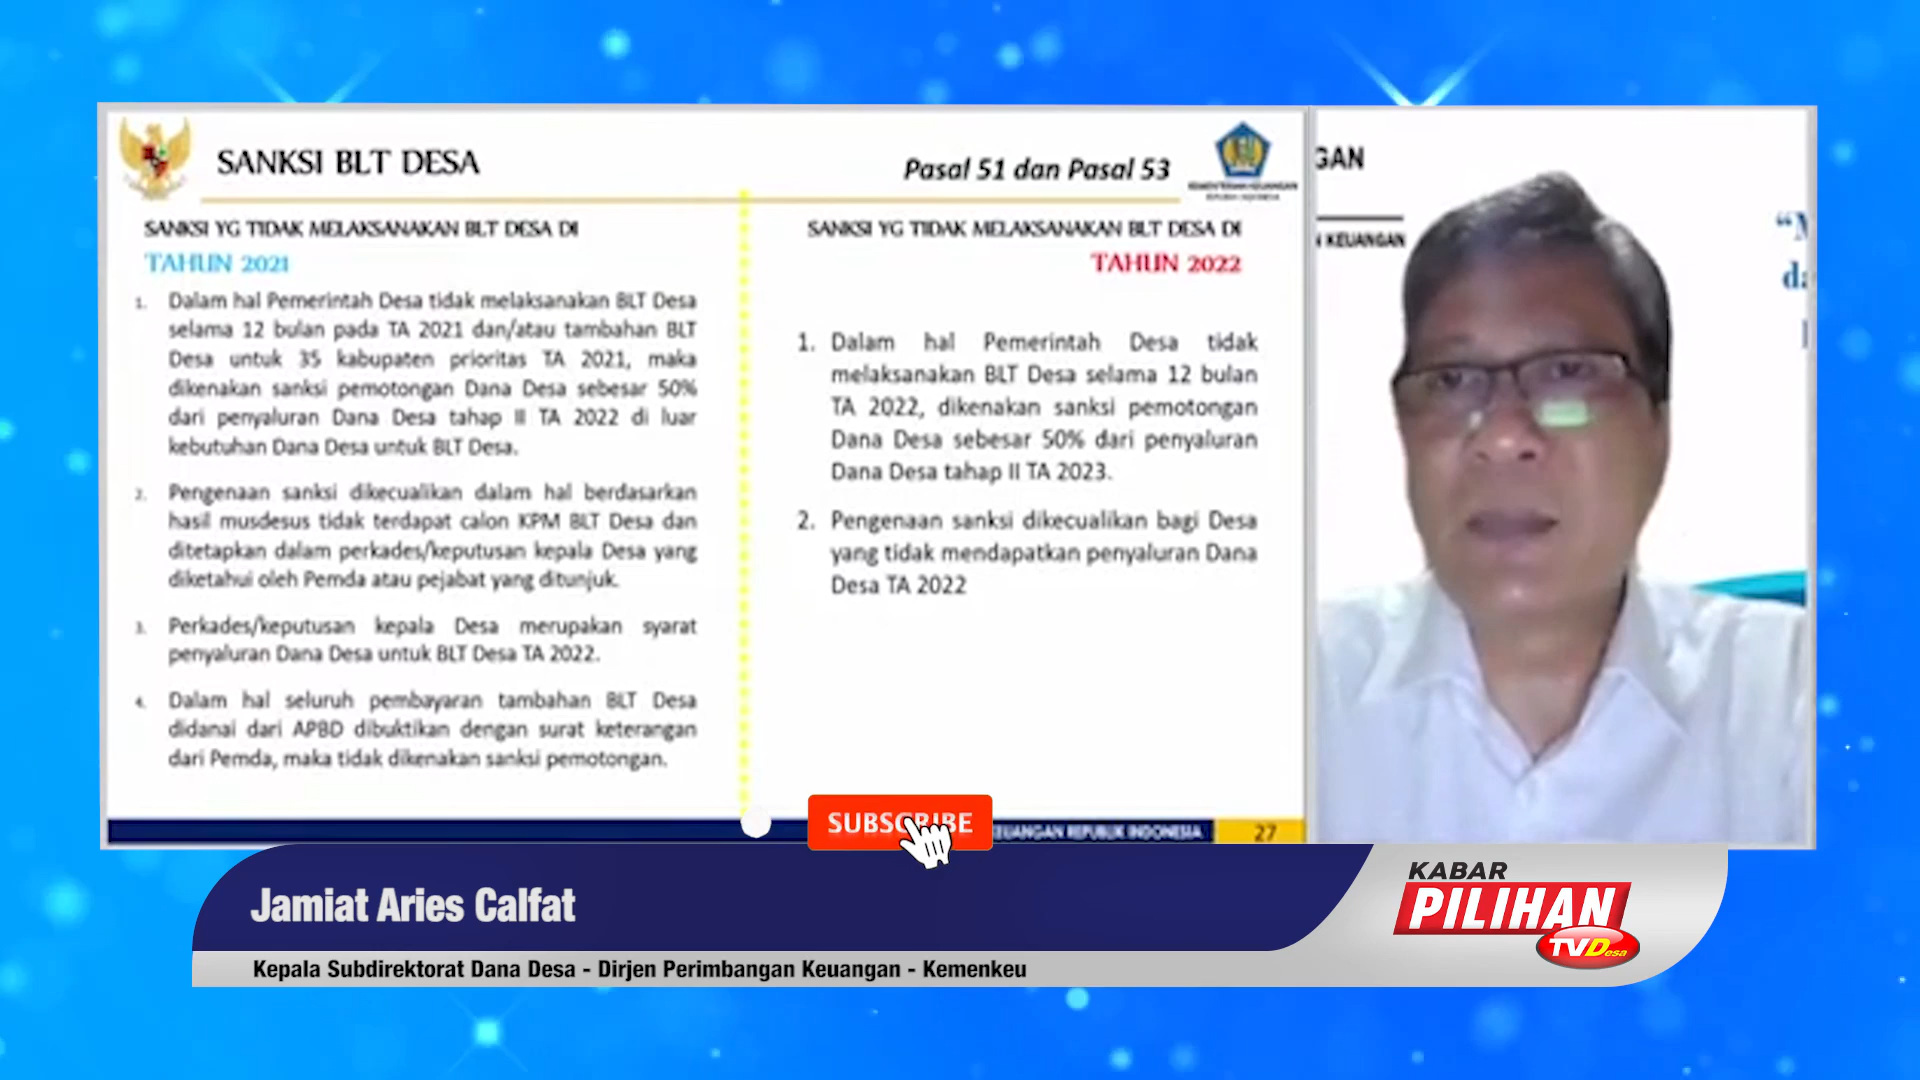 SANKSI BLT DESA
Pasal 51 dan Pasal 53
KEMENTERIAN KEUANGAN
REPUBLIK INDONESIA
SANKSI YG TIDAK MELAKSANAKAN BLT DESA DI
TAHUN 2021
1. Dalam hal Pemerintah Desa tidak melaksanakan BLT Desa
selama 12 bulan pada TA 2021 dan/atau tambahan BLT
Desa untuk 35 kabupaten prioritas TA 2021, maka
dikenakan sanksi pemotongan Dana Desa sebesar 50%
dari penyaluran Dana Desa tahap II TA 2022 di luar
kebutuhan Dana Desa untuk BLT Desa.
2. Pengenaan sanksi dikecualikan dalam hal berdasarkan
hasil musdesus tidak terdapat calon KPM BLT Desa dan
ditetapkan dalam perkades/keputusan kepala Desa yang
diketahui oleh Pemda atau pejabat yang ditunjuk.
3. Perkades/keputusan kepala Desa merupakan syarat
penyaluran Dana Desa untuk BLT Desa TA 2022.
4. Dalam hal seluruh pembayaran tambahan BLT Desa
didanai dari APBD dibuktikan dengan surat keterangan
dari Pemda, maka tidak dikenakan sanksi pemotongan.
SANKSI YG TIDAK MELAKSANAKAN BLT DESA DI
TAHUN 2022
1. Dalam hal Pemerintah Desa tidak
melaksanakan BLT Desa selama 12 bulan
TA 2022, dikenakan sanksi pemotongan
Dana Desa sebesar 50% dari penyaluran
Dana Desa tahap II TA 2023.
2. Pengenaan sanksi dikecualikan bagi Desa
yang tidak mendapatkan penyaluran Dana
Desa TA 2022
GAN
N KEUANGAN
“M
da
SUBSCRIBE
EUANGAN REPUBLIK INDONESIA
27
Jamiat Aries Calfat
Kepala Subdirektorat Dana Desa - Dirjen Perimbangan Keuangan - Kemenkeu
KABAR
PILIHAN
TVDesa